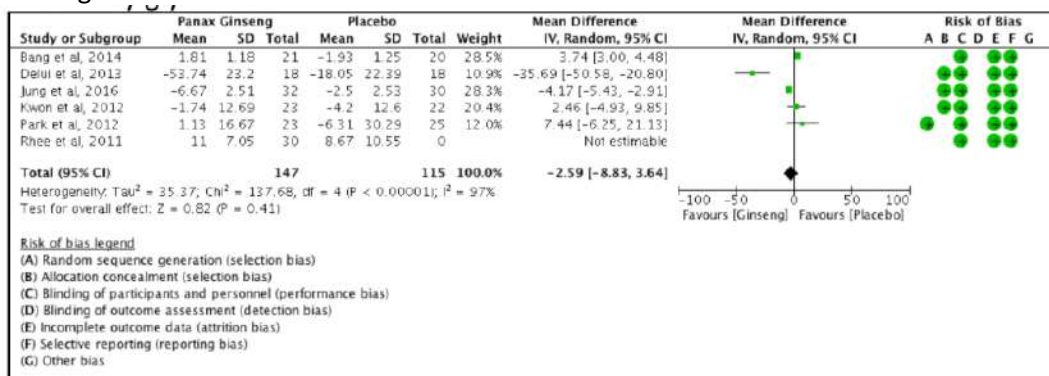 Panax Ginseng Placebo Mean Difference Mean Difference Risk of Bias
Study or Subgroup Mean SD Total Mean SD Total Weight IV, Random, 95% CI IV, Random, 95% CI A B C D E F G
Bang et al, 2014 1.81 1.18 21 -1.93 1.25 20 28.5% 3.74 [3.00, 4.48]
Delui et al, 2013 -53.74 23.2 18 -18.05 22.39 18 10.9% -35.69 [-50.58, -20.80]
Jung et al, 2016 -6.67 2.51 32 -2.5 2.53 30 28.3% -4.17 [-5.43, -2.91]
Kwon et al, 2012 -1.74 12.69 23 -4.2 12.6 22 20.4% 2.46 [-4.93, 9.85]
Park et al, 2012 1.13 16.67 23 -6.31 30.29 25 12.0% 7.44 [-6.25, 21.13]
Rhee et al, 2011 11 7.05 30 8.67 10.55 0 Not estimable
Total (95% CI) 147 115 100.0% -2.59 [-8.83, 3.64]
Heterogeneity: Tau² = 35.37; Chi² = 137.68, df = 4 (P < 0.00001); I² = 97%
Test for overall effect: Z = 0.82 (P = 0.41)
-100 -50 0 50 100
Favours [Ginseng] Favours [Placebo]
Risk of bias legend
(A) Random sequence generation (selection bias)
(B) Allocation concealment (selection bias)
(C) Blinding of participants and personnel (performance bias)
(D) Blinding of outcome assessment (detection bias)
(E) Incomplete outcome data (attrition bias)
(F) Selective reporting (reporting bias)
(G) Other bias